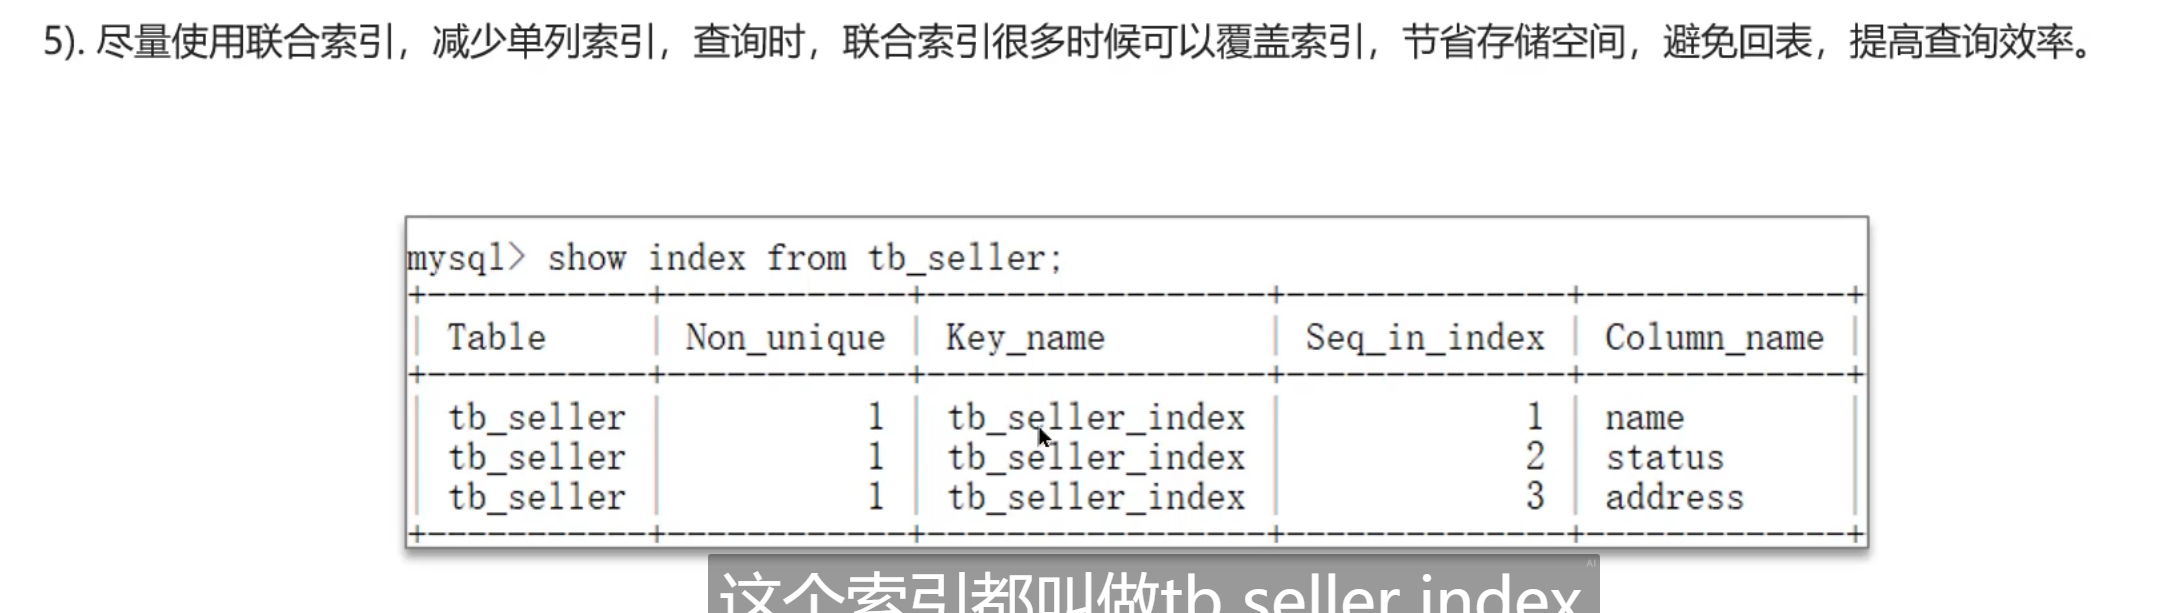 5). 尽量使用联合索引，减少单列索引，查询时，联合索引很多时候可以覆盖索引，节省存储空间，避免回表，提高查询效率。
mysql> show index from tb_seller;
+-----------+------------+-----------------+--------------+-------------+
| Table | Non_unique | Key_name | Seq_in_index | Column_name |
+-----------+------------+-----------------+--------------+-------------+
| tb_seller | 1 | tb_seller_index | 1 | name |
| tb_seller | 1 | tb_seller_index | 2 | status |
| tb_seller | 1 | tb_seller_index | 3 | address |
+-----------+------------+-----------------+--------------+-------------+
AI
这个索引都叫做tb_seller_index